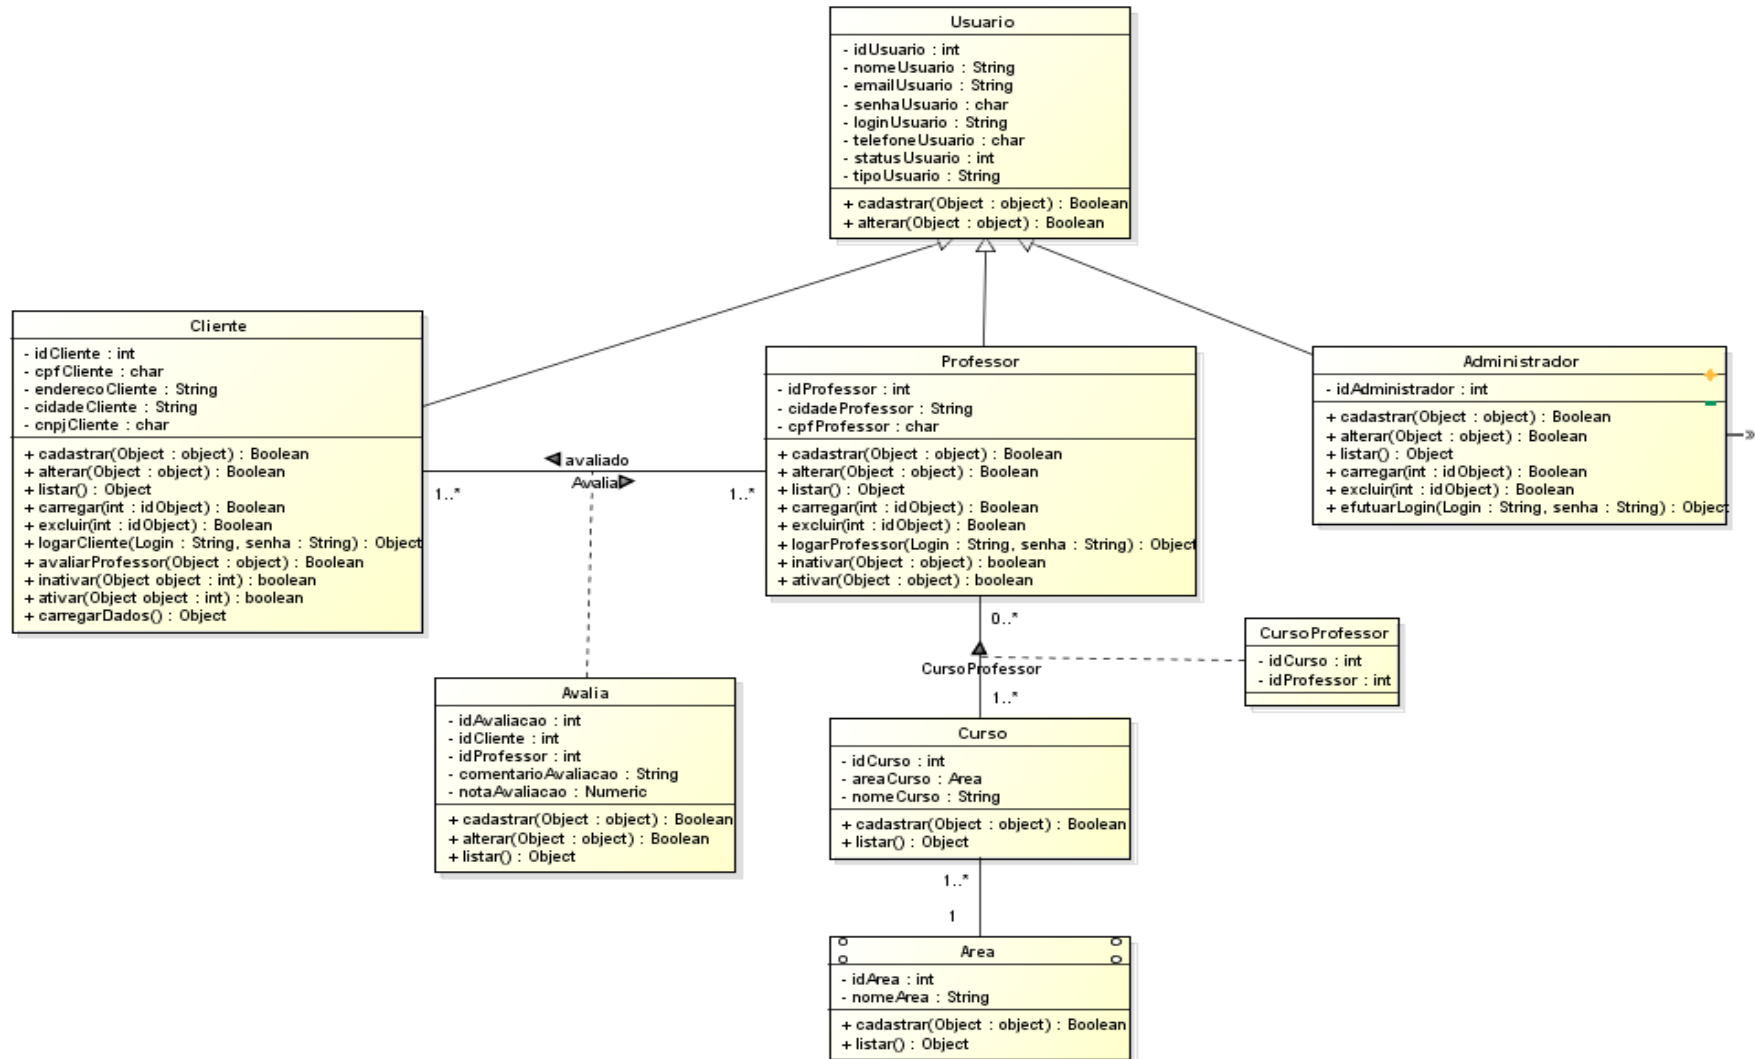 Usuario
- idUsuario : int
- nomeUsuario : String
- emailUsuario : String
- senhaUsuario : char
- loginUsuario : String
- telefoneUsuario : char
- statusUsuario : int
- tipoUsuario : String
+ cadastrar(Object : object) : Boolean
+ alterar(Object : object) : Boolean
Cliente
- idCliente : int
- cpfCliente : char
- enderecoCliente : String
- cidadeCliente : String
- cnpjCliente : char
+ cadastrar(Object : object) : Boolean
+ alterar(Object : object) : Boolean
+ listar() : Object
+ carregar(int : idObject) : Boolean
+ excluir(int : idObject) : Boolean
+ logarCliente(Login : String, senha : String) : Object
+ avaliarProfessor(Object : object) : Boolean
+ inativar(Object object : int) : boolean
+ ativar(Object object : int) : boolean
+ carregarDados() : Object
avaliado
Avalia
1..*
1..*
Professor
- idProfessor : int
- cidadeProfessor : String
- cpfProfessor : char
+ cadastrar(Object : object) : Boolean
+ alterar(Object : object) : Boolean
+ listar() : Object
+ carregar(int : idObject) : Boolean
+ excluir(int : idObject) : Boolean
+ logarProfessor(Login : String, senha : String) : Object
+ inativar(Object : object) : boolean
+ ativar(Object : object) : boolean
Administrador
- idAdministrador : int
+ cadastrar(Object : object) : Boolean
+ alterar(Object : object) : Boolean
+ listar() : Object
+ carregar(int : idObject) : Boolean
+ excluir(int : idObject) : Boolean
+ efutuarLogin(Login : String, senha : String) : Object
0..*
CursoProfessor
1..*
CursoProfessor
- idCurso : int
- idProfessor : int
Avalia
- idAvaliacao : int
- idCliente : int
- idProfessor : int
- comentarioAvaliacao : String
- notaAvaliacao : Numeric
+ cadastrar(Object : object) : Boolean
+ alterar(Object : object) : Boolean
+ listar() : Object
Curso
- idCurso : int
- areaCurso : Area
- nomeCurso : String
+ cadastrar(Object : object) : Boolean
+ listar() : Object
1..*
1
Area
- idArea : int
- nomeArea : String
+ cadastrar(Object : object) : Boolean
+ listar() : Object